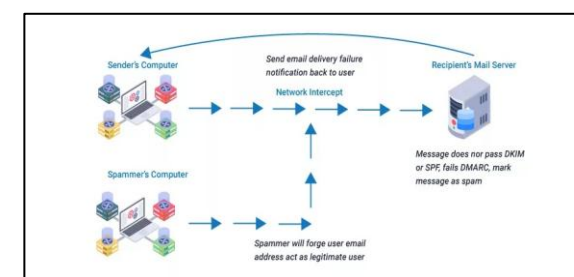 Send email delivery failure
notification back to user
Sender's Computer
Recipient's Mail Server
Network Intercept
Message does nor pass DKIM
or SPF, fails DMARC, mark
message as spam
Spammer's Computer
Spammer will forge user email
address act as legitimate user